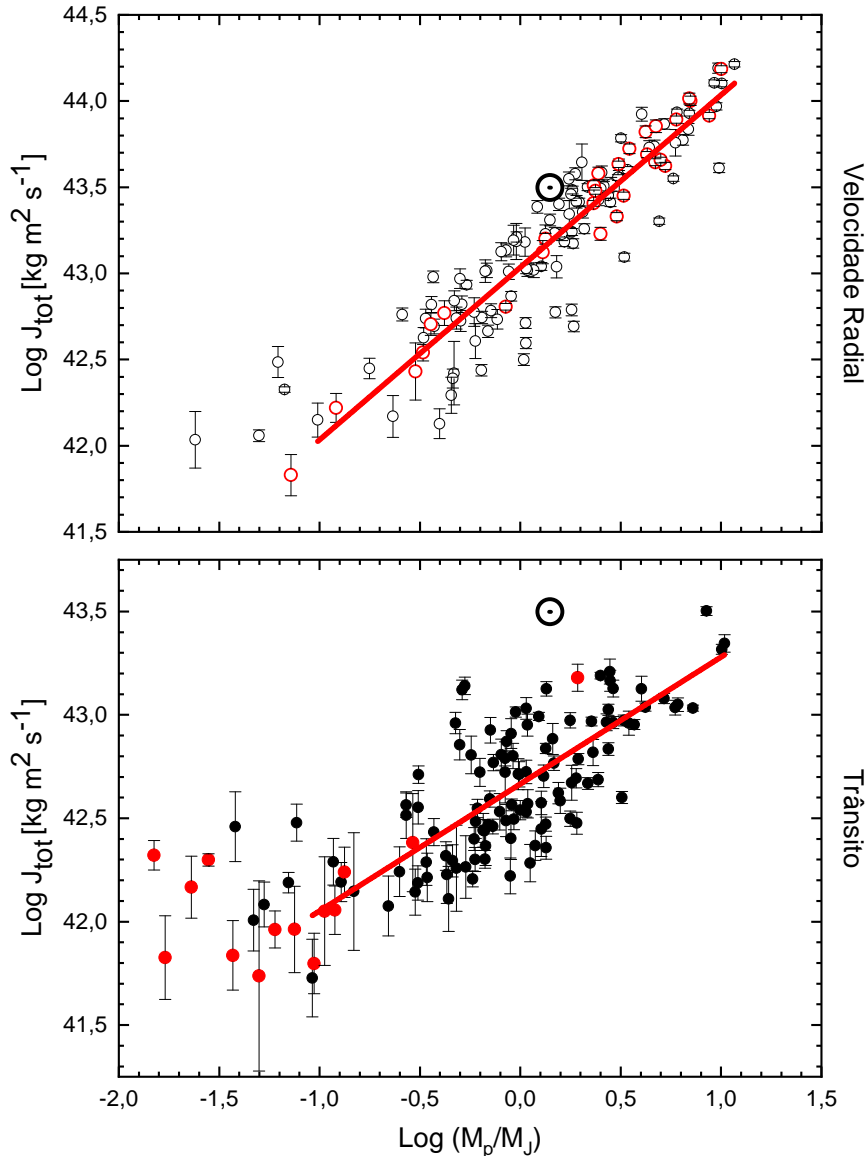 44,5
44,0
43,5
43,0
42,5
42,0
41,5
Log J_tot [kg m² s⁻¹]
Velocidade Radial
43,5
43,0
42,5
42,0
41,5
Log J_tot [kg m² s⁻¹]
Trânsito
-2,0 -1,5 -1,0 -0,5 0,0 0,5 1,0 1,5
Log (M_p/M_J)